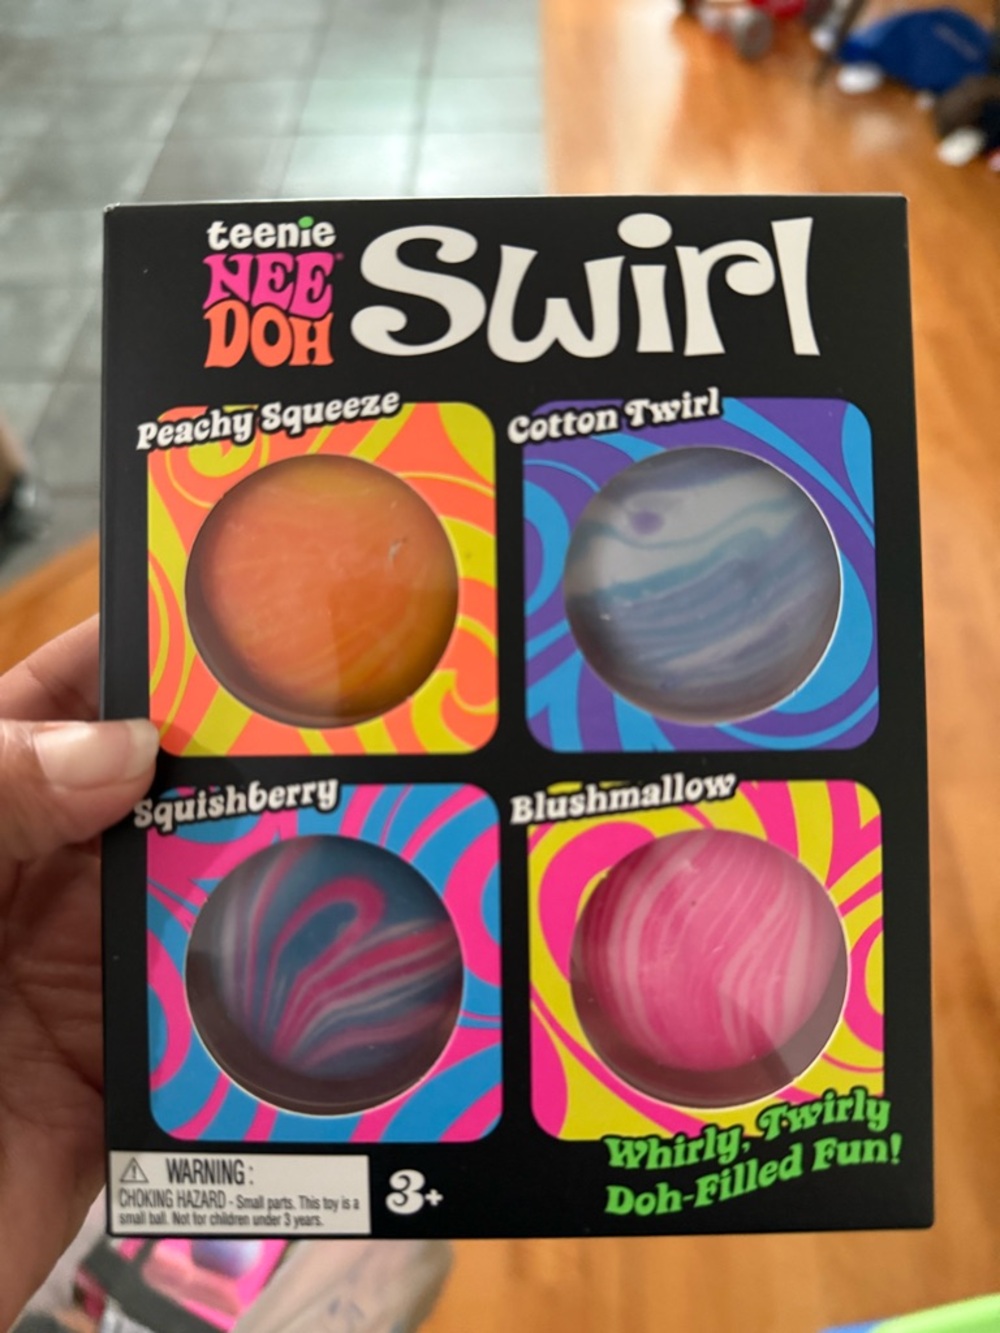 teenie
NEE
DOH
Swirl
Peachy Squeeze
Cotton Twirl
Squishberry
Blushmallow
Whirly, Twirly
Doh-Filled Fun!
WARNING:
CHOKING HAZARD - Small parts. This toy is a
small ball. Not for children under 3 years.
3+